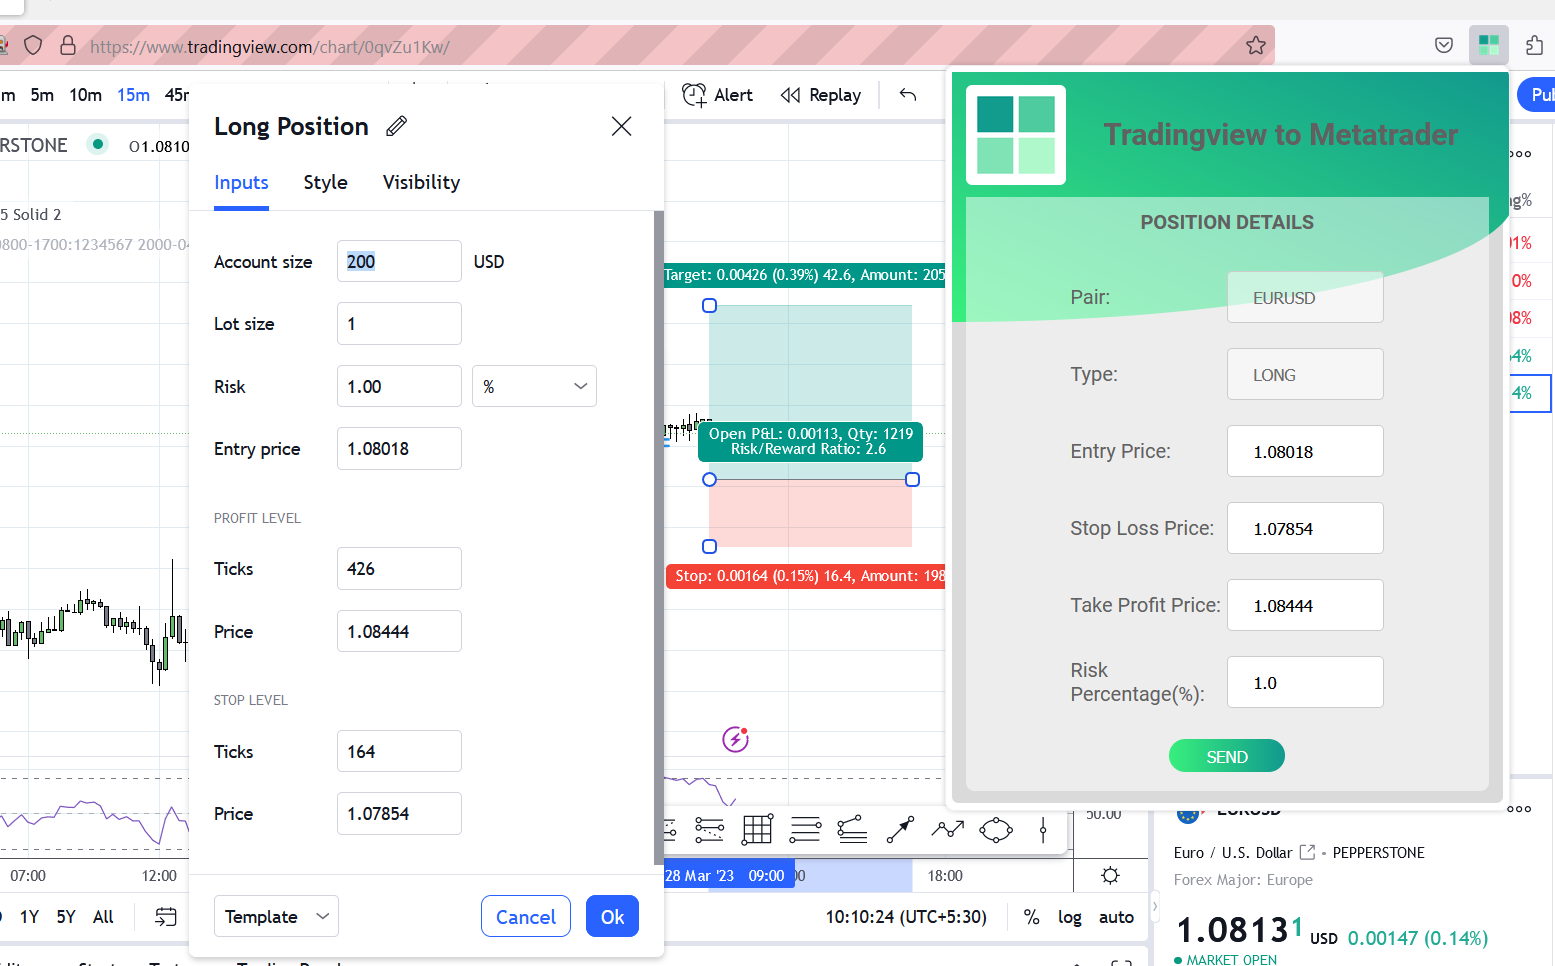 https://www.tradingview.com/chart/0qvZu1Kw/
m 5m 10m 15m 45m
Alert
Replay
Pub
RSTONE
O1.0810
5 Solid 2
0800-1700:1234567 2000-04
Long Position
Inputs Style Visibility
Account size 200 USD
Lot size 1
Risk 1.00 %
Entry price 1.08018
PROFIT LEVEL
Ticks 426
Price 1.08444
STOP LEVEL
Ticks 164
Price 1.07854
Template
Cancel
Ok
Target: 0.00426 (0.39%) 42.6, Amount: 205
Open P&L: 0.00113, Qty: 1219
Risk/Reward Ratio: 2.6
Stop: 0.00164 (0.15%) 16.4, Amount: 198
Tradingview to Metatrader
POSITION DETAILS
Pair: EURUSD
Type: LONG
Entry Price: 1.08018
Stop Loss Price: 1.07854
Take Profit Price: 1.08444
Risk
Percentage(%): 1.0
SEND
g%
01%
0%
08%
64%
4%
50.00
07:00 12:00
28 Mar '23 09:00
:00
18:00
1Y 5Y All
10:10:24 (UTC+5:30)
% log auto
EURUSD
Euro / U.S. Dollar - PEPPERSTONE
Forex Major: Europe
1.08131 USD 0.00147 (0.14%)
MARKET OPEN